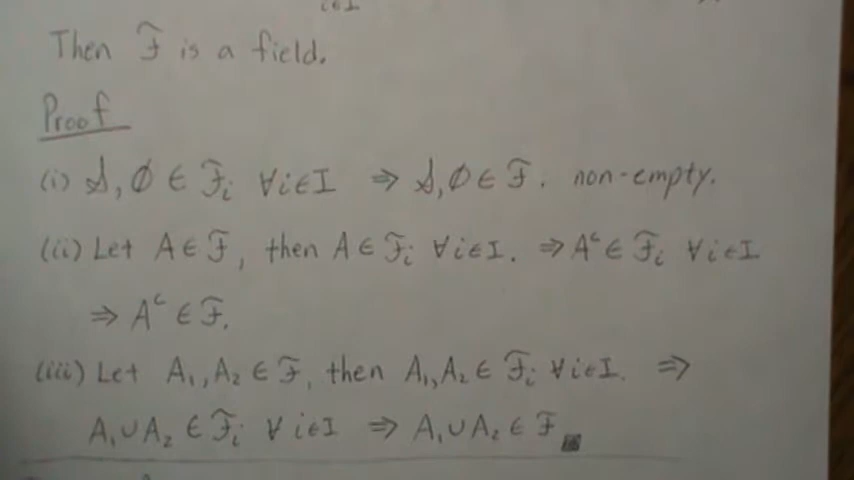 i∈I
Then ℱ is a field.
Proof
(i) 𝒮, ∅ ∈ ℱᵢ ∀i∈I ⇒ 𝒮, ∅ ∈ ℱ. non-empty.
(ii) Let A ∈ ℱ, then A ∈ ℱᵢ ∀i∈I. ⇒ Aᶜ ∈ ℱᵢ ∀i∈I
⇒ Aᶜ ∈ ℱ.
(iii) Let A₁, A₂ ∈ ℱ, then A₁, A₂ ∈ ℱᵢ ∀i∈I. ⇒
A₁∪A₂ ∈ ℱᵢ ∀i∈I ⇒ A₁∪A₂ ∈ ℱ ■